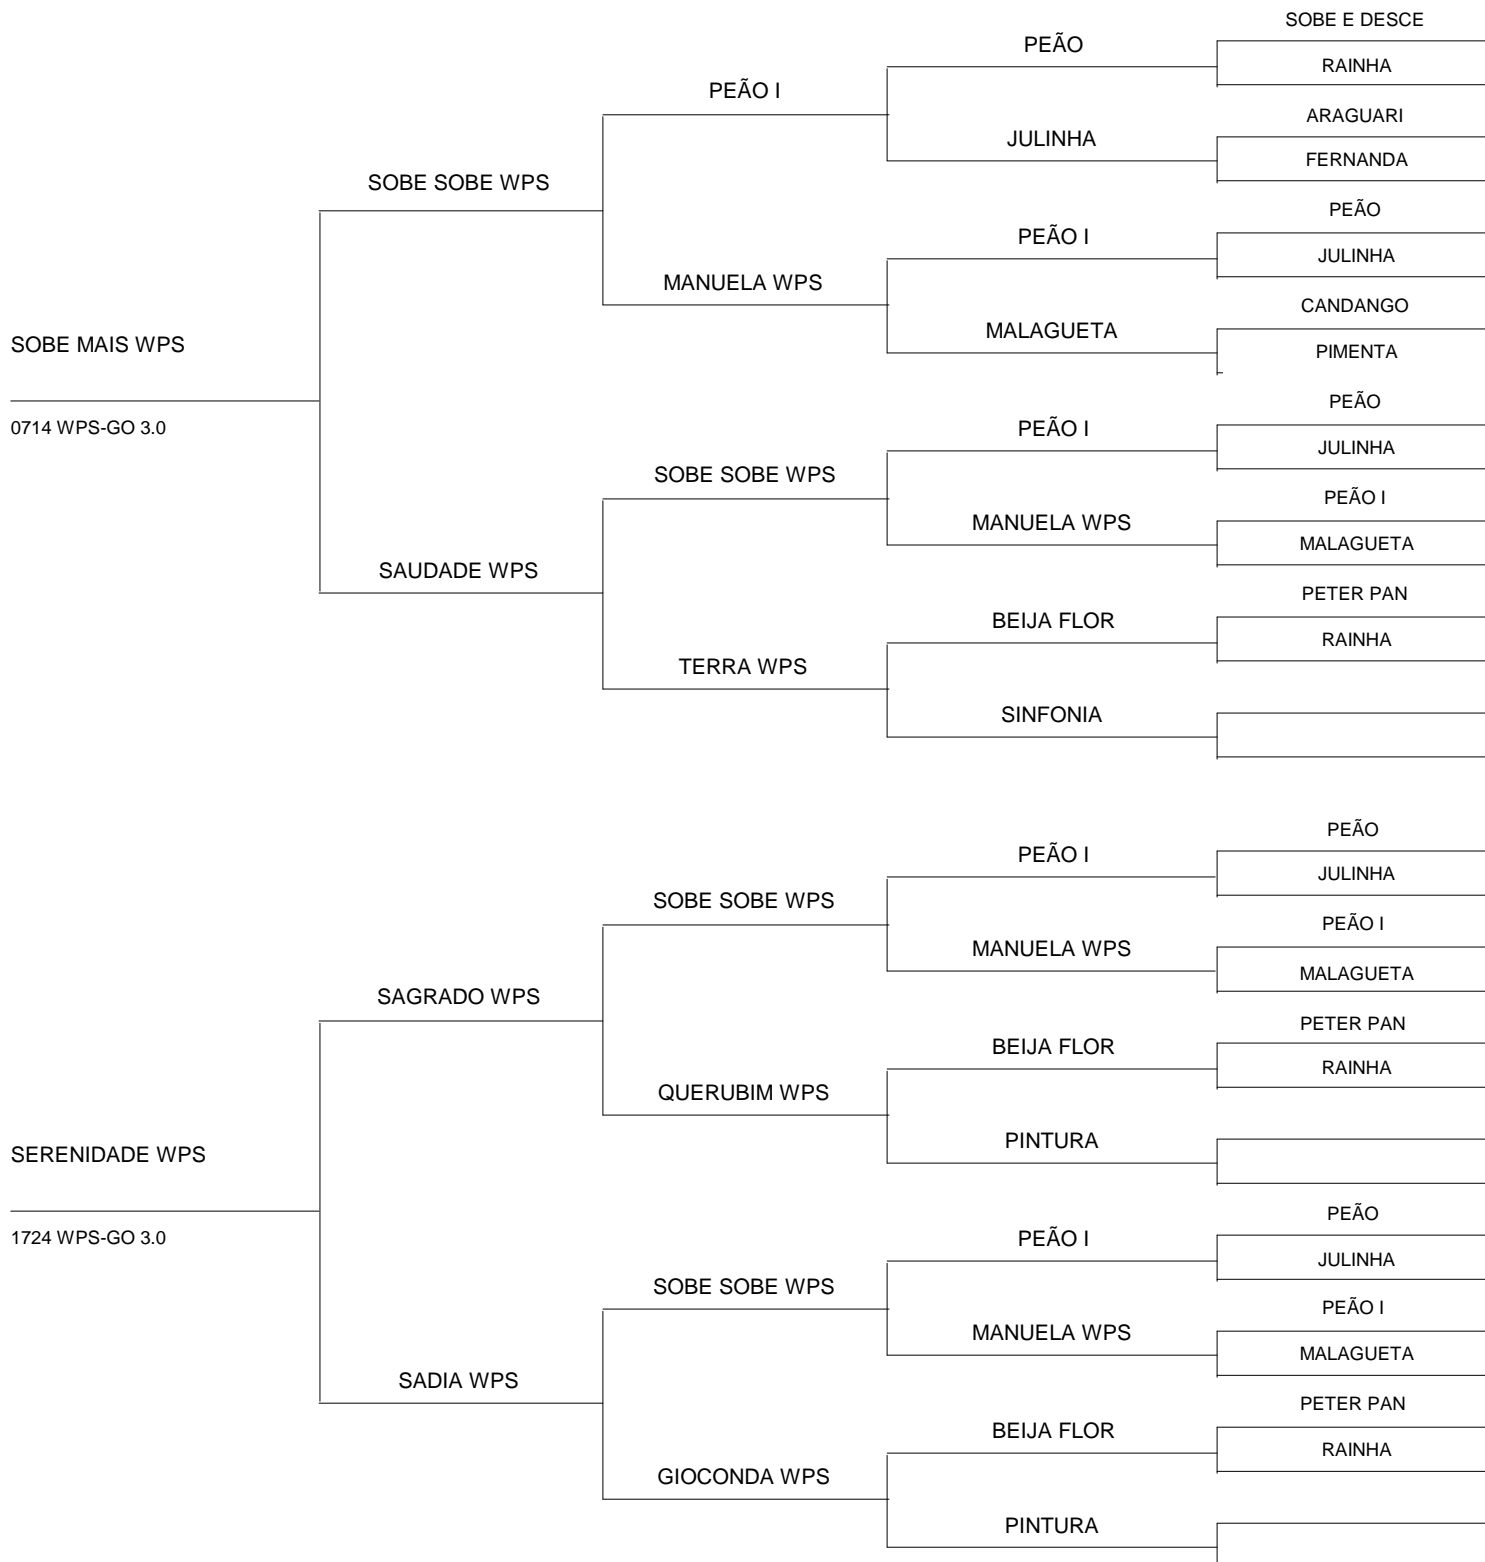 SOBE E DESCE
PEÃO
RAINHA
PEÃO I
ARAGUARI
JULINHA
FERNANDA
SOBE SOBE WPS
PEÃO
PEÃO I
JULINHA
MANUELA WPS
CANDANGO
MALAGUETA
SOBE MAIS WPS
PIMENTA
PEÃO
0714 WPS-GO 3.0
PEÃO I
JULINHA
SOBE SOBE WPS
PEÃO I
MANUELA WPS
MALAGUETA
SAUDADE WPS
PETER PAN
BEIJA FLOR
RAINHA
TERRA WPS
SINFONIA
PEÃO
PEÃO I
JULINHA
SOBE SOBE WPS
PEÃO I
MANUELA WPS
MALAGUETA
SAGRADO WPS
PETER PAN
BEIJA FLOR
RAINHA
QUERUBIM WPS
PINTURA
SERENIDADE WPS
PEÃO
1724 WPS-GO 3.0
PEÃO I
JULINHA
SOBE SOBE WPS
PEÃO I
MANUELA WPS
MALAGUETA
SADIA WPS
PETER PAN
BEIJA FLOR
RAINHA
GIOCONDA WPS
PINTURA